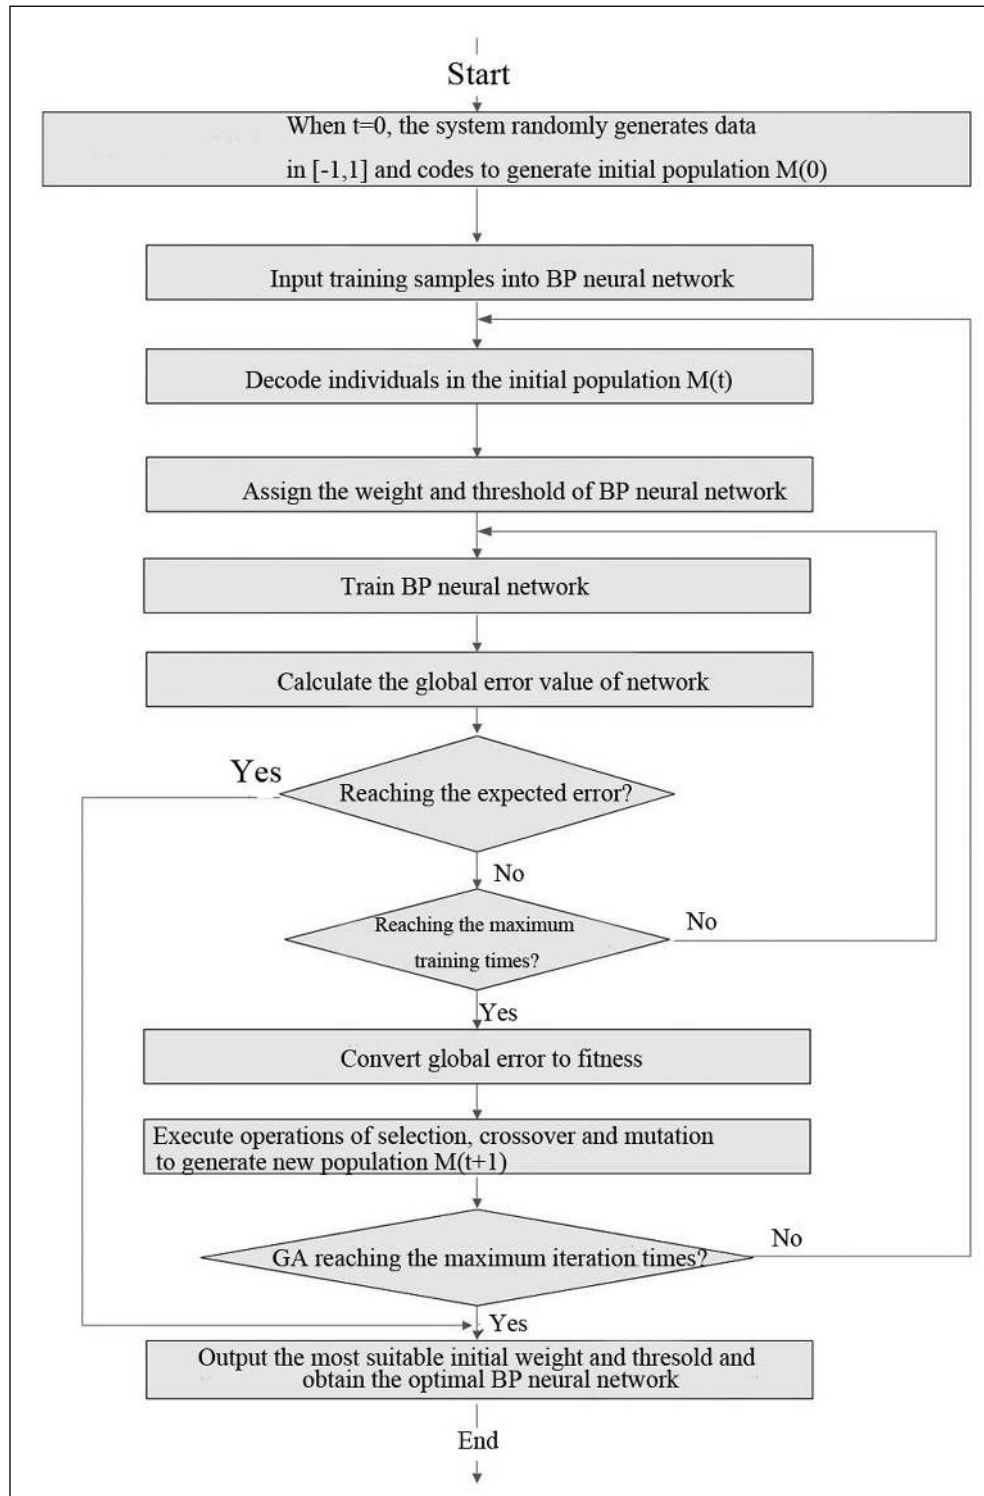 Start
When t=0, the system randomly generates data
in [-1,1] and codes to generate initial population M(0)
Input training samples into BP neural network
Decode individuals in the initial population M(t)
Assign the weight and threshold of BP neural network
Train BP neural network
Calculate the global error value of network
Yes
Reaching the expected error?
No
Reaching the maximum
training times?
No
Yes
Convert global error to fitness
Execute operations of selection, crossover and mutation
to generate new population M(t+1)
GA reaching the maximum iteration times?
No
Yes
Output the most suitable initial weight and thresold and
obtain the optimal BP neural network
End